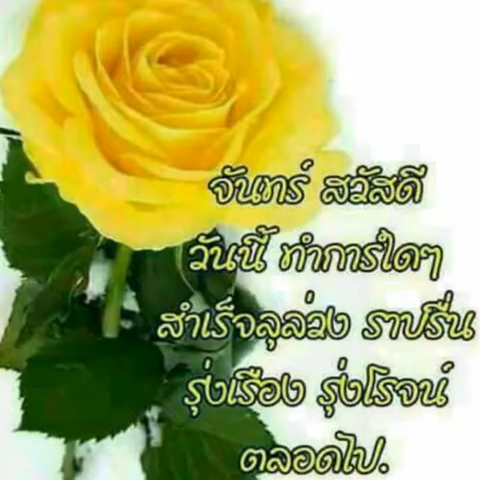 จันทร์ สวัสดี
วันนี้ ทำการใดๆ
สำเร็จลุล่วง ราปรื่น
รุ่งเรือง รุ่งโรจน์
ตลอดไป.